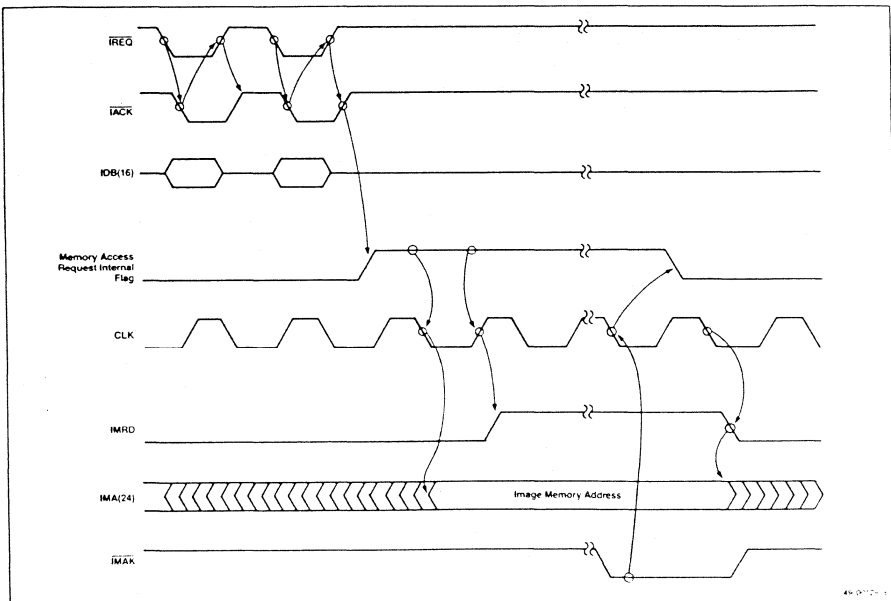 IREQ
IACK
IDB(16)
Memory Access
Request Internal
Flag
CLK
IMRD
IMA(24)
Image Memory Address
IMAK